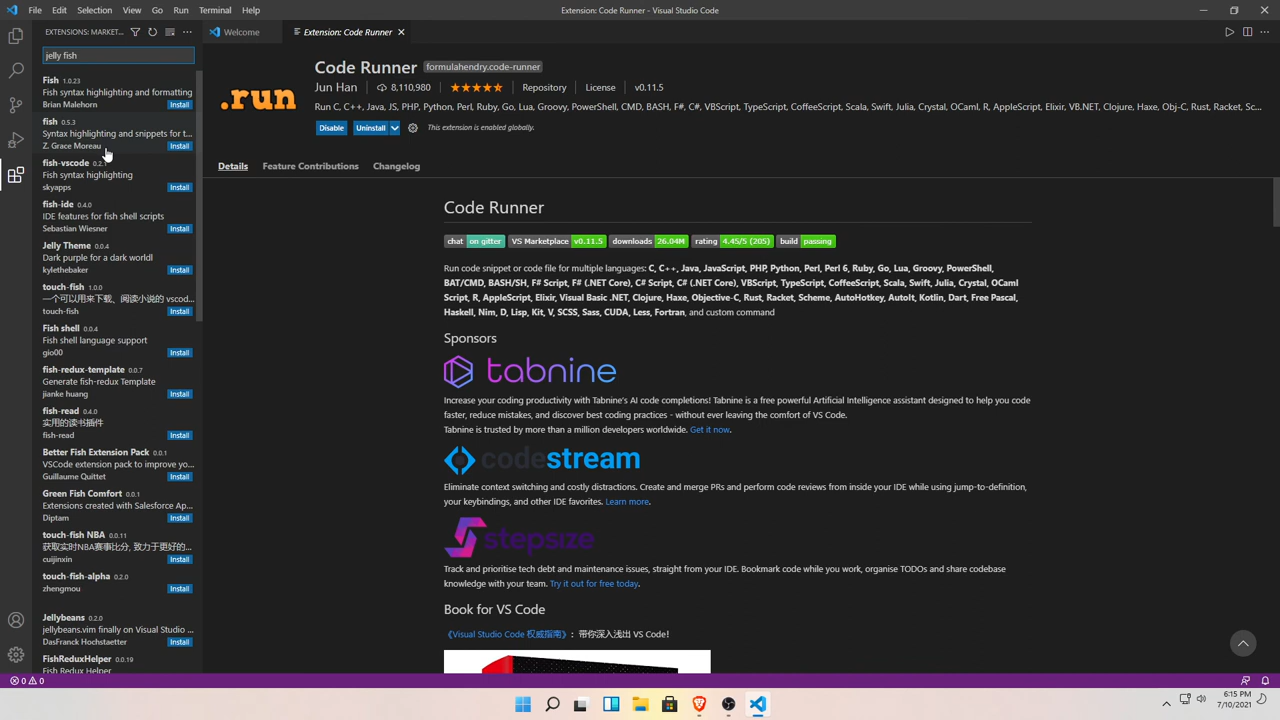 File Edit Selection View Go Run Terminal Help
Extension: Code Runner - Visual Studio Code
EXTENSIONS: MARKET...
jelly fish
Fish 1.0.23
Fish syntax highlighting and formatting
Brian Malehorn Install
fish 0.5.3
Syntax highlighting and snippets for t...
Z. Grace Moreau Install
fish-vscode 0.2.1
Fish syntax highlighting
skyapps Install
fish-ide 0.4.0
IDE features for fish shell scripts
Sebastian Wiesner Install
Jelly Theme 0.0.4
Dark purple for a dark worldl
kylethebaker Install
touch-fish 1.0.0
一个可以用来下载、阅读小说的 vscod...
touch-fish Install
Fish shell 0.0.4
Fish shell language support
gio00 Install
fish-redux-template 0.0.7
Generate fish-redux Template
jianke huang Install
fish-read 0.4.0
实用的读书插件
fish-read Install
Better Fish Extension Pack 0.0.1
VSCode extension pack to improve yo...
Guillaume Quittet Install
Green Fish Comfort 0.0.1
Extensions created with Salesforce Ap...
Diptam Install
touch-fish NBA 0.0.11
获取实时NBA赛事比分, 致力于更好的...
cuijinxin Install
touch-fish-alpha 0.2.0
zhengmou Install
Jellybeans 0.2.0
jellybeans.vim finally on Visual Studio ...
DasFranck Hochstaetter Install
FishReduxHelper 0.0.19
Fish Redux Helper
Welcome
Extension: Code Runner
.run
Code Runner formulahendry.code-runner
Jun Han 8,110,980 Repository License v0.11.5
Run C, C++, Java, JS, PHP, Python, Perl, Ruby, Go, Lua, Groovy, PowerShell, CMD, BASH, F#, C#, VBScript, TypeScript, CoffeeScript, Scala, Swift, Julia, Crystal, OCaml, R, AppleScript, Elixir, VB.NET, Clojure, Haxe, Obj-C, Rust, Racket, Sc...
Disable Uninstall This extension is enabled globally.
Details Feature Contributions Changelog
Code Runner
chat on gitter VS Marketplace v0.11.5 downloads 26.04M rating 4.45/5 (205) build passing
Run code snippet or code file for multiple languages: C, C++, Java, JavaScript, PHP, Python, Perl, Perl 6, Ruby, Go, Lua, Groovy, PowerShell,
BAT/CMD, BASH/SH, F# Script, F# (.NET Core), C# Script, C# (.NET Core), VBScript, TypeScript, CoffeeScript, Scala, Swift, Julia, Crystal, OCaml
Script, R, AppleScript, Elixir, Visual Basic .NET, Clojure, Haxe, Objective-C, Rust, Racket, Scheme, AutoHotkey, AutoIt, Kotlin, Dart, Free Pascal,
Haskell, Nim, D, Lisp, Kit, V, SCSS, Sass, CUDA, Less, Fortran, and custom command
Sponsors
tabnine
Increase your coding productivity with Tabnine's AI code completions! Tabnine is a free powerful Artificial Intelligence assistant designed to help you code
faster, reduce mistakes, and discover best coding practices - without ever leaving the comfort of VS Code.
Tabnine is trusted by more than a million developers worldwide. Get it now.
codestream
Eliminate context switching and costly distractions. Create and merge PRs and perform code reviews from inside your IDE while using jump-to-definition,
your keybindings, and other IDE favorites. Learn more.
stepsize
Track and prioritise tech debt and maintenance issues, straight from your IDE. Bookmark code while you work, organise TODOs and share codebase
knowledge with your team. Try it out for free today.
Book for VS Code
《Visual Studio Code 权威指南》：带你深入浅出 VS Code!
0 0
6:15 PM
7/10/2021